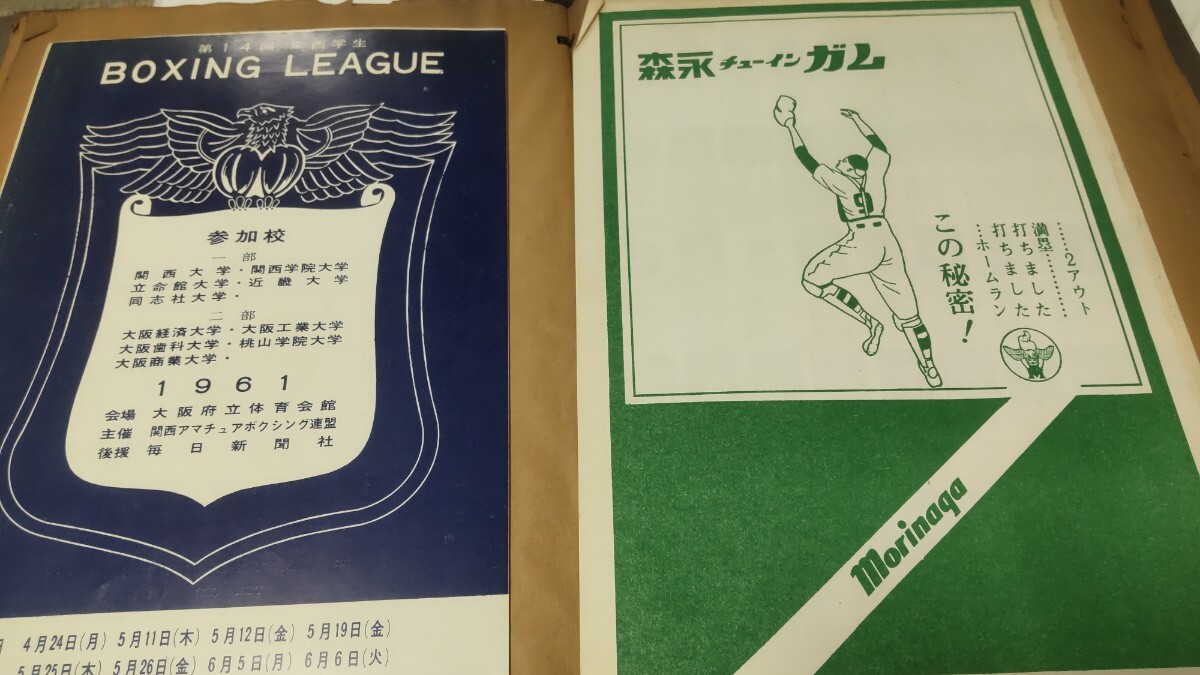 第14回 関西学生
BOXING LEAGUE
参加校
一部
関西大学・関西学院大学
立命館大学・近畿大学
同志社大学・
二部
大阪経済大学・大阪工業大学
大阪歯科大学・桃山学院大学
大阪商業大学・
1961
会場 大阪府立体育会館
主催 関西アマチュアボクシング連盟
後援 毎日新聞社
4月24日(月) 5月11日(木) 5月12日(金) 5月19日(金)
5月25日(木) 5月26日(金) 6月5日(月) 6月6日(火)
森永チューインガム
9
……2アウト
満塁…………
打ちました
打ちました
……ホームラン
この秘密!
M
Morinaga